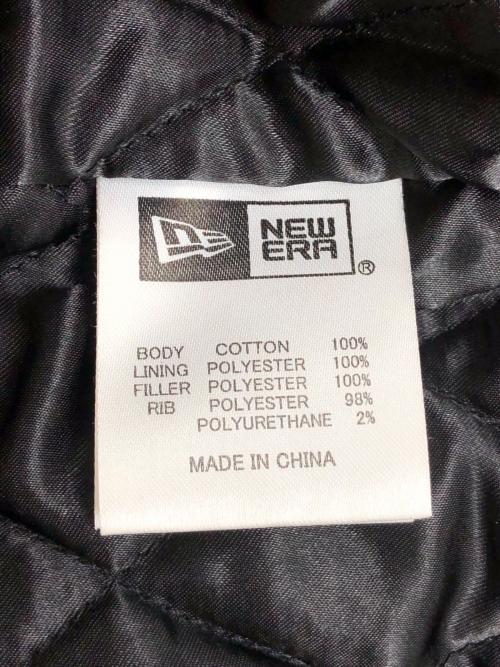 NEW
ERA
®
BODY COTTON 100%
LINING POLYESTER 100%
FILLER POLYESTER 100%
RIB POLYESTER 98%
POLYURETHANE 2%
MADE IN CHINA